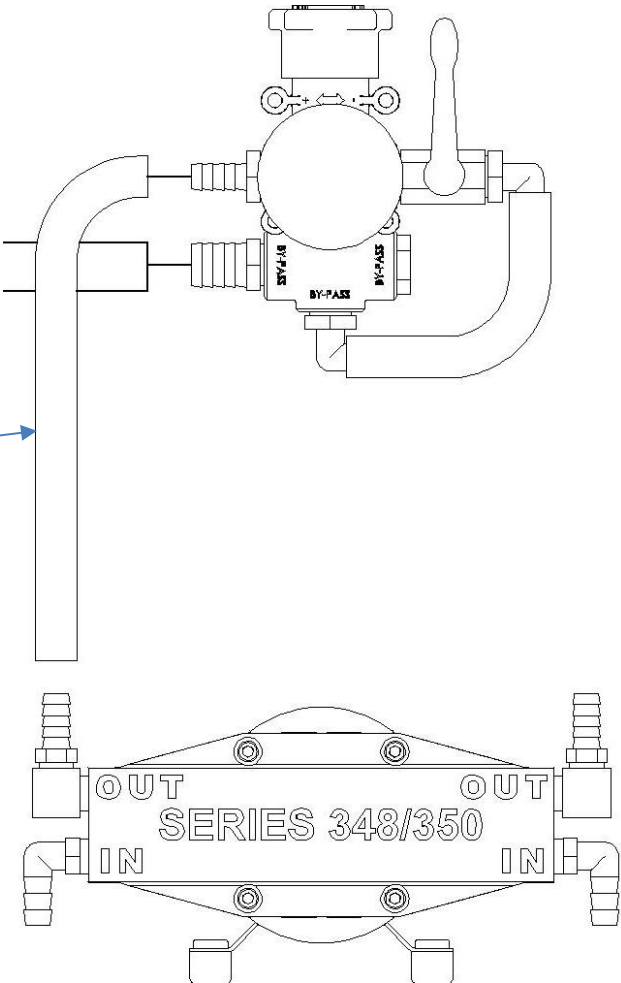 + -
BY-PASS
BY-PASS
BY-PASS
OUT OUT
SERIES 348/350
IN IN